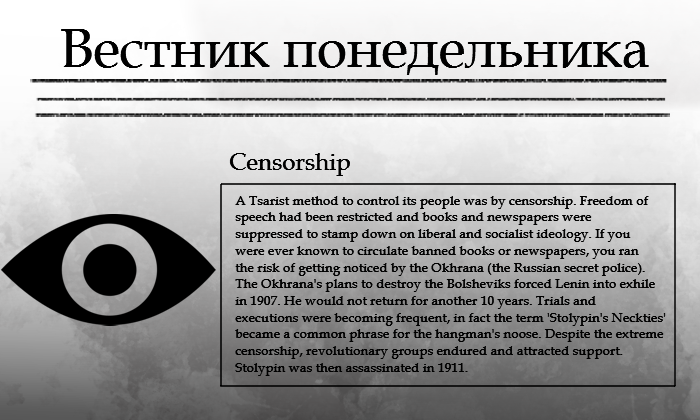 Вестник понедельника
Censorship
A Tsarist method to control its people was by censorship. Freedom of
speech had been restricted and books and newspapers were
suppressed to stamp down on liberal and socialist ideology. If you
were ever known to circulate banned books or newspapers, you ran
the risk of getting noticed by the Okhrana (the Russian secret police).
The Okhrana's plans to destroy the Bolsheviks forced Lenin into exhile
in 1907. He would not return for another 10 years. Trials and
executions were becoming frequent, in fact the term 'Stolypin's Neckties'
became a common phrase for the hangman's noose. Despite the extreme
censorship, revolutionary groups endured and attracted support.
Stolypin was then assassinated in 1911.